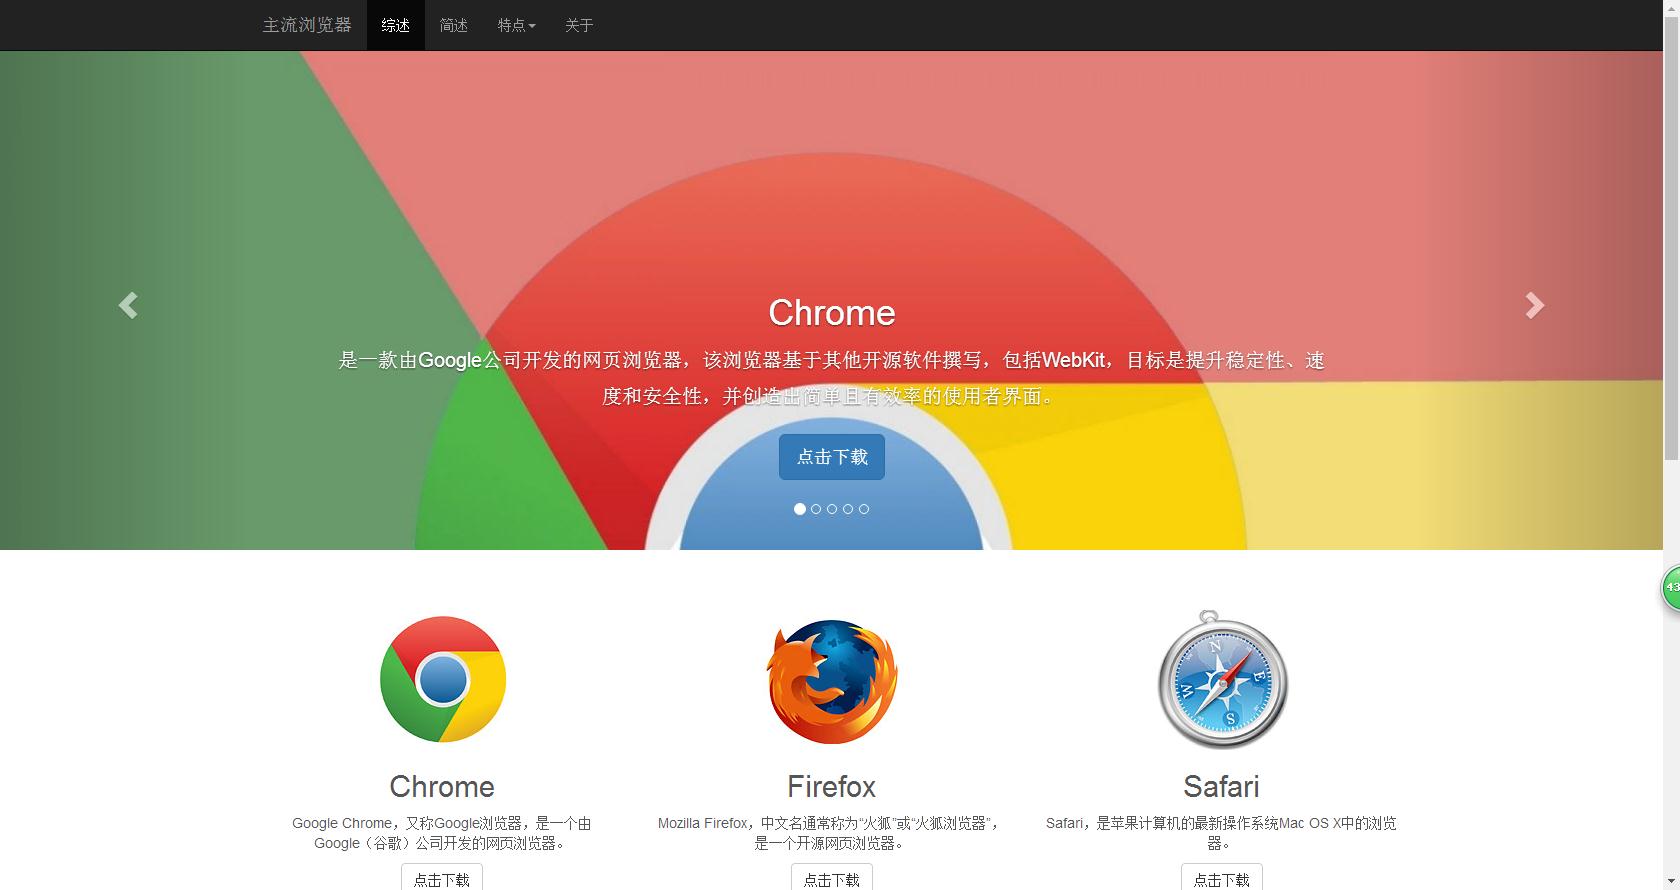 主流浏览器 综述 简述 特点 关于
Chrome
是一款由Google公司开发的网页浏览器，该浏览器基于其他开源软件撰写，包括WebKit，目标是提升稳定性、速
度和安全性，并创造出简单且有效率的使用者界面。
点击下载
43
N
E
W
S
Chrome
Google Chrome，又称Google浏览器，是一个由
Google（谷歌）公司开发的网页浏览器。
点击下载
Firefox
Mozilla Firefox，中文名通常称为“火狐”或“火狐浏览器”，
是一个开源网页浏览器。
点击下载
Safari
Safari，是苹果计算机的最新操作系统Mac OS X中的浏览
器。
点击下载